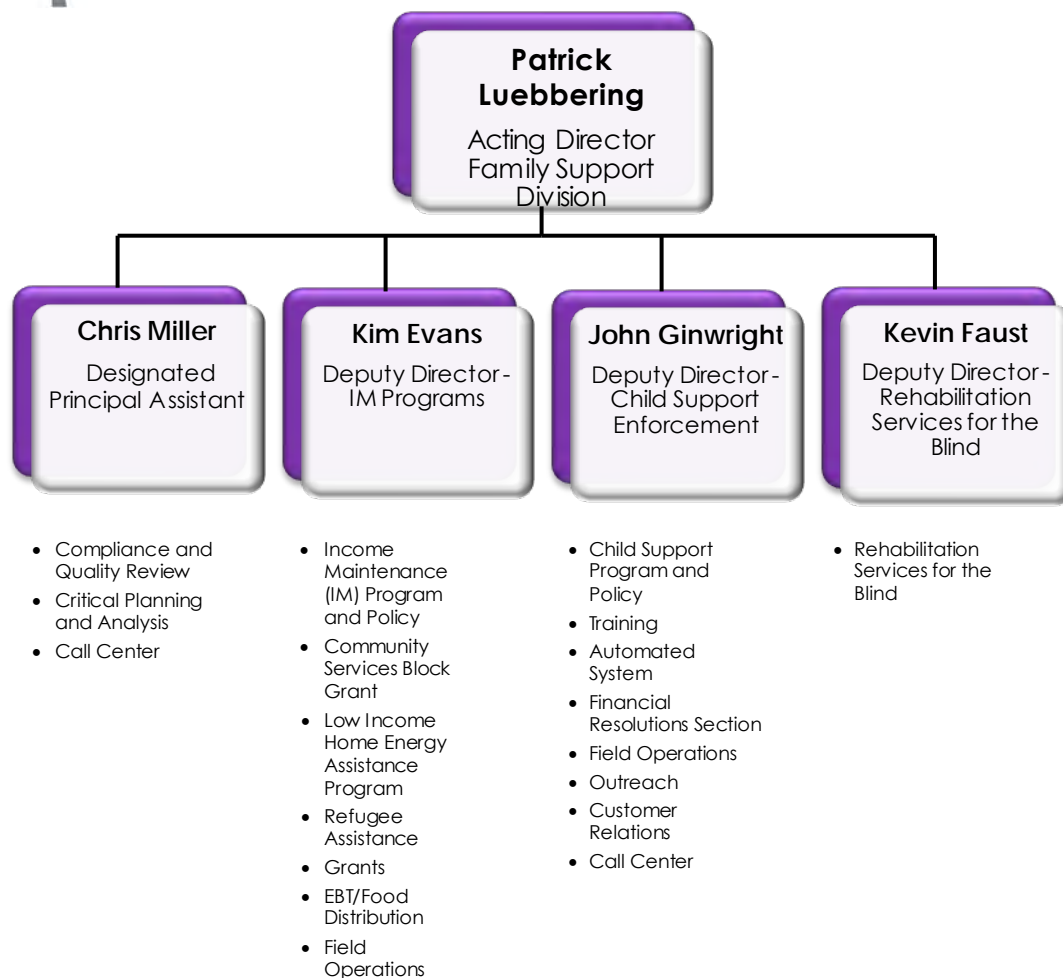 Patrick
Luebbering
Acting Director
Family Support
Division
Chris Miller
Designated
Principal Assistant
Kim Evans
Deputy Director-
IM Programs
John Ginwright
Deputy Director-
Child Support
Enforcement
Kevin Faust
Deputy Director-
Rehabilitation
Services for the
Blind
• Compliance and
Quality Review
• Critical Planning
and Analysis
• Call Center
• Income
Maintenance
(IM) Program
and Policy
• Community
Services Block
Grant
• Low Income
Home Energy
Assistance
Program
• Refugee
Assistance
• Grants
• EBT/Food
Distribution
• Field
Operations
• Child Support
Program and
Policy
• Training
• Automated
System
• Financial
Resolutions Section
• Field Operations
• Outreach
• Customer
Relations
• Call Center
• Rehabilitation
Services for the
Blind